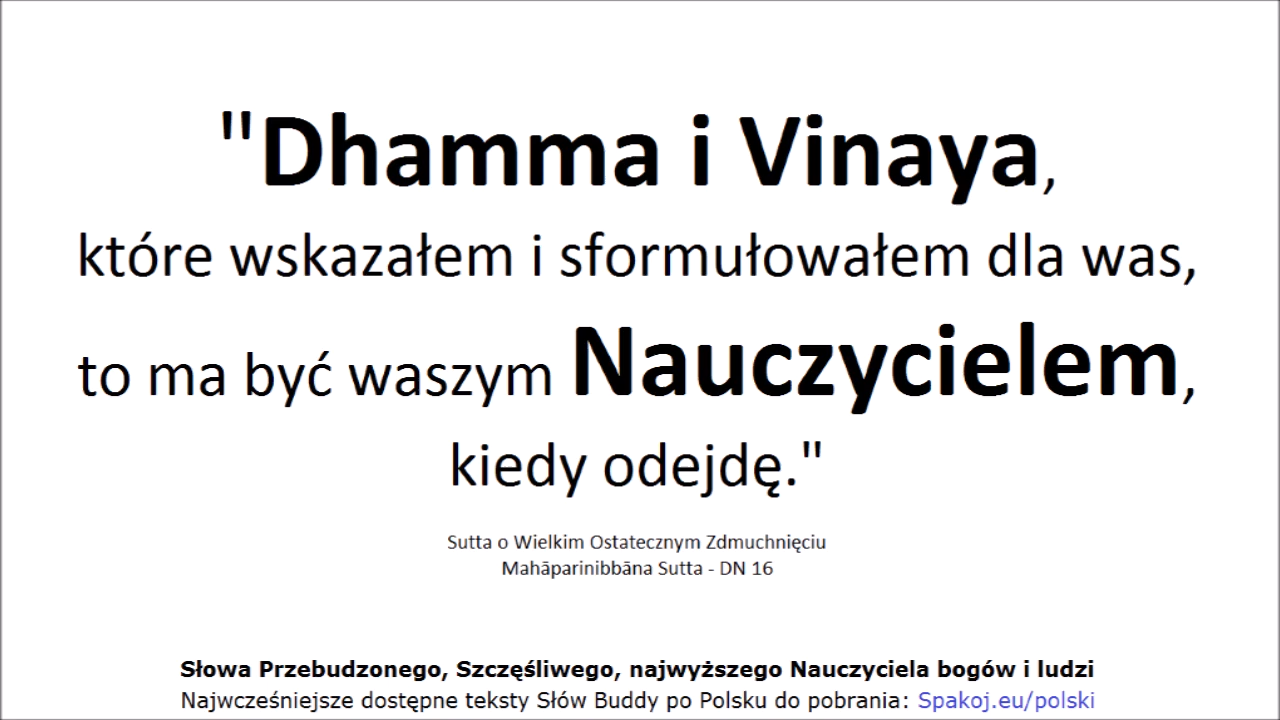 "Dhamma i Vinaya,
które wskazałem i sformułowałem dla was,
to ma być waszym Nauczycielem,
kiedy odejdę."
Sutta o Wielkim Ostatecznym Zdmuchnięciu
Mahāparinibbāna Sutta - DN 16
Słowa Przebudzonego, Szczęśliwego, najwyższego Nauczyciela bogów i ludzi
Najwcześniejsze dostępne teksty Słów Buddy po Polsku do pobrania: Spakoj.eu/polski